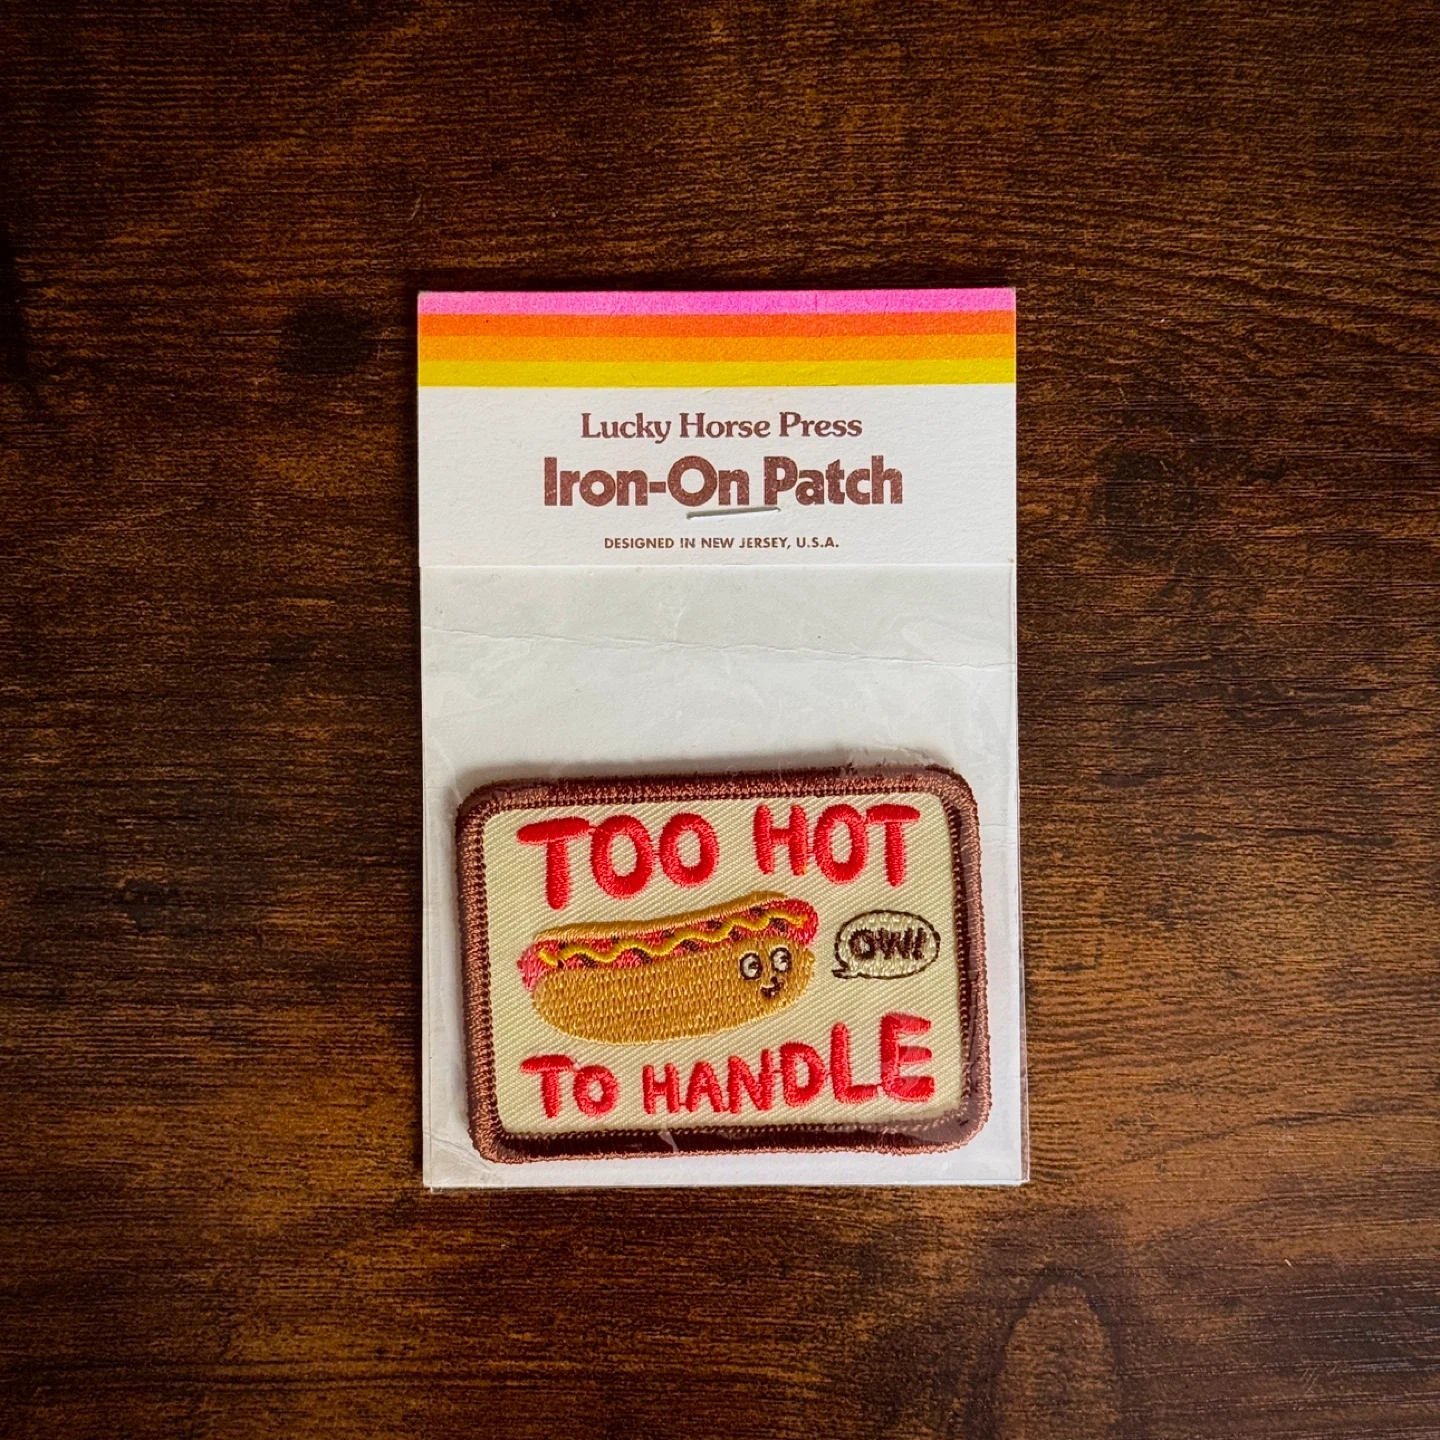 Lucky Horse Press
Iron-On Patch
DESIGNED IN NEW JERSEY, U.S.A.
TOO HOT
OW!
TO HANDLE